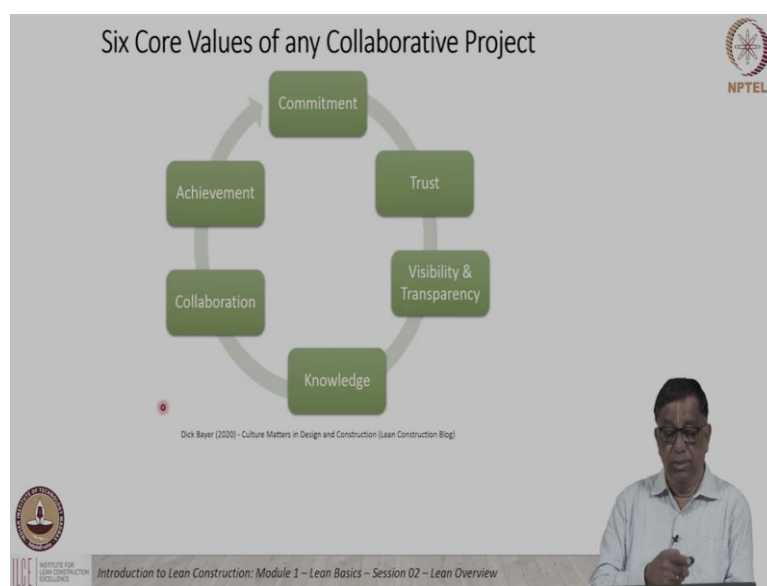 Six Core Values of any Collaborative Project
NPTEL
Commitment
Trust
Visibility &
Transparency
Knowledge
Collaboration
Achievement
Dick Bayer (2020) - Culture Matters in Design and Construction (Lean Construction Blog)
ILCE
INSTITUTE FOR
LEAN CONSTRUCTION
EXCELLENCE
Introduction to Lean Construction: Module 1 – Lean Basics – Session 02 – Lean Overview